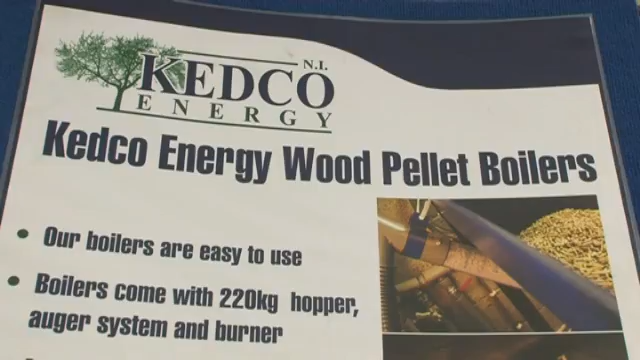 N.I.
KEDCO
ENERGY
Kedco Energy Wood Pellet Boilers
Our boilers are easy to use
Boilers come with 220kg hopper,
auger system and burner